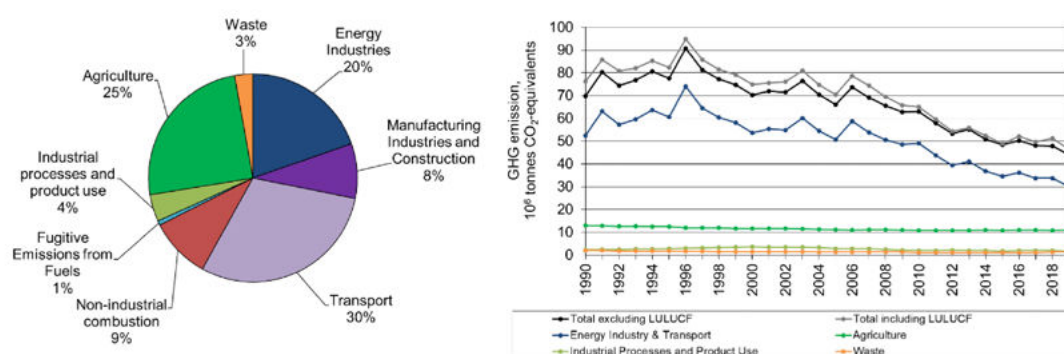 Waste
3%
Energy
Industries
20%
Agriculture
25%
Manufacturing
Industries and
Construction
8%
Industrial
processes and
product use
4%
Fugitive
Emissions from
Fuels
1%
Non-industrial
combustion
9%
Transport
30%
GHG emission,
10⁶ tonnes CO₂-equivalents
100
90
80
70
60
50
40
30
20
10
0
1990
1992
1994
1996
1998
2000
2002
2004
2006
2008
2010
2012
2014
2016
2018
Total excluding LULUCF
Total including LULUCF
Energy Industry & Transport
Agriculture
Industrial Processes and Product Use
Waste